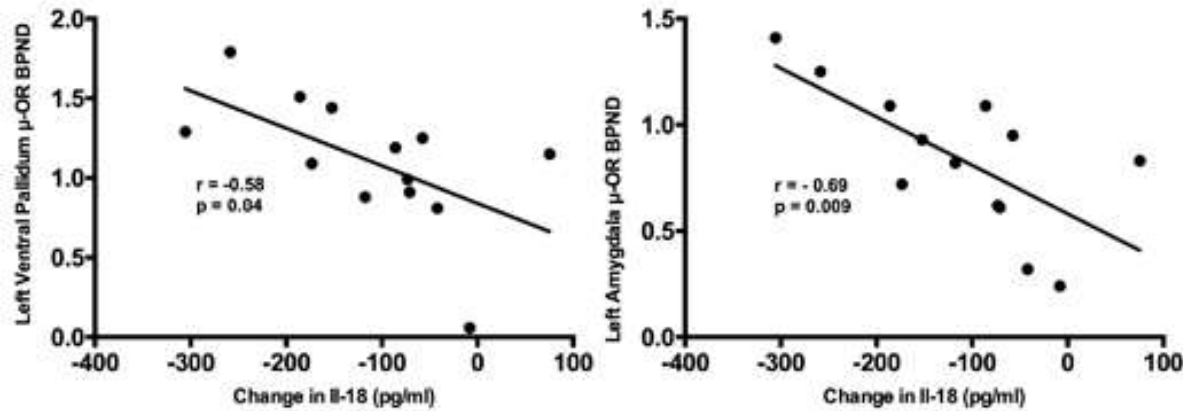 Left Ventral Pallidum µ-OR BPND
2.0
1.5
1.0
0.5
0.0
-400
-300
-200
-100
0
100
r = -0.58
p = 0.04
Change in Il-18 (pg/ml)
Left Amygdala µ-OR BPND
1.5
1.0
0.5
0.0
-400
-300
-200
-100
0
100
r = - 0.69
p = 0.009
Change in Il-18 (pg/ml)